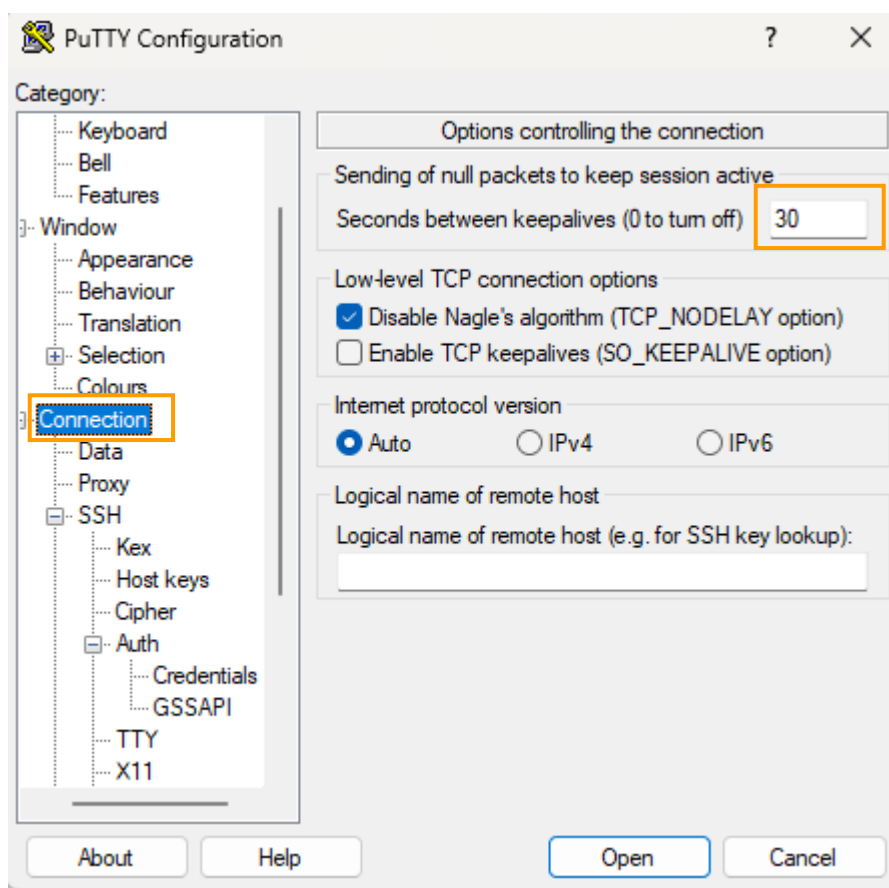 PuTTY Configuration
?
Category:
Keyboard
Bell
Features
Window
Appearance
Behaviour
Translation
Selection
Colours
Connection
Data
Proxy
SSH
Kex
Host keys
Cipher
Auth
Credentials
GSSAPI
TTY
X11
Options controlling the connection
Sending of null packets to keep session active
Seconds between keepalives (0 to turn off) 30
Low-level TCP connection options
Disable Nagle's algorithm (TCP_NODELAY option)
Enable TCP keepalives (SO_KEEPALIVE option)
Internet protocol version
Auto IPv4 IPv6
Logical name of remote host
Logical name of remote host (e.g. for SSH key lookup):
About Help Open Cancel